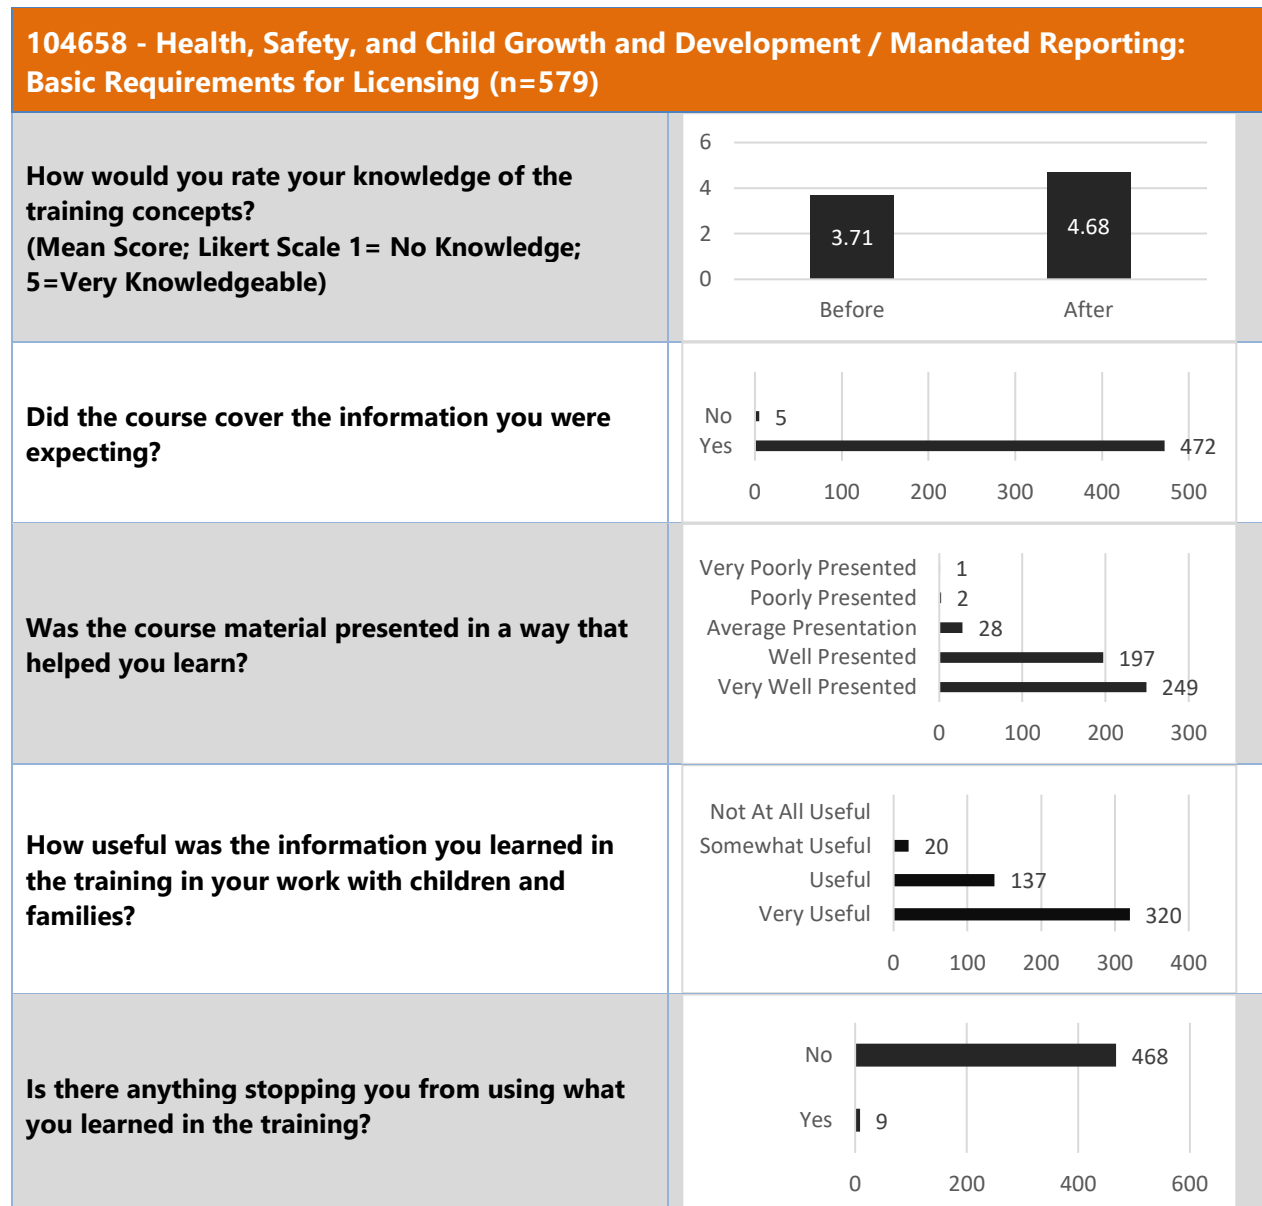 104658 - Health, Safety, and Child Growth and Development / Mandated Reporting:
Basic Requirements for Licensing (n=579)
How would you rate your knowledge of the
training concepts?
(Mean Score; Likert Scale 1= No Knowledge;
5=Very Knowledgeable)
6
4
2
0
3.71
4.68
Before After
Did the course cover the information you were
expecting?
No 5
Yes 472
0 100 200 300 400 500
Was the course material presented in a way that
helped you learn?
Very Poorly Presented 1
Poorly Presented 2
Average Presentation 28
Well Presented 197
Very Well Presented 249
0 100 200 300
How useful was the information you learned in
the training in your work with children and
families?
Not At All Useful
Somewhat Useful 20
Useful 137
Very Useful 320
0 100 200 300 400
Is there anything stopping you from using what
you learned in the training?
No 468
Yes 9
0 200 400 600